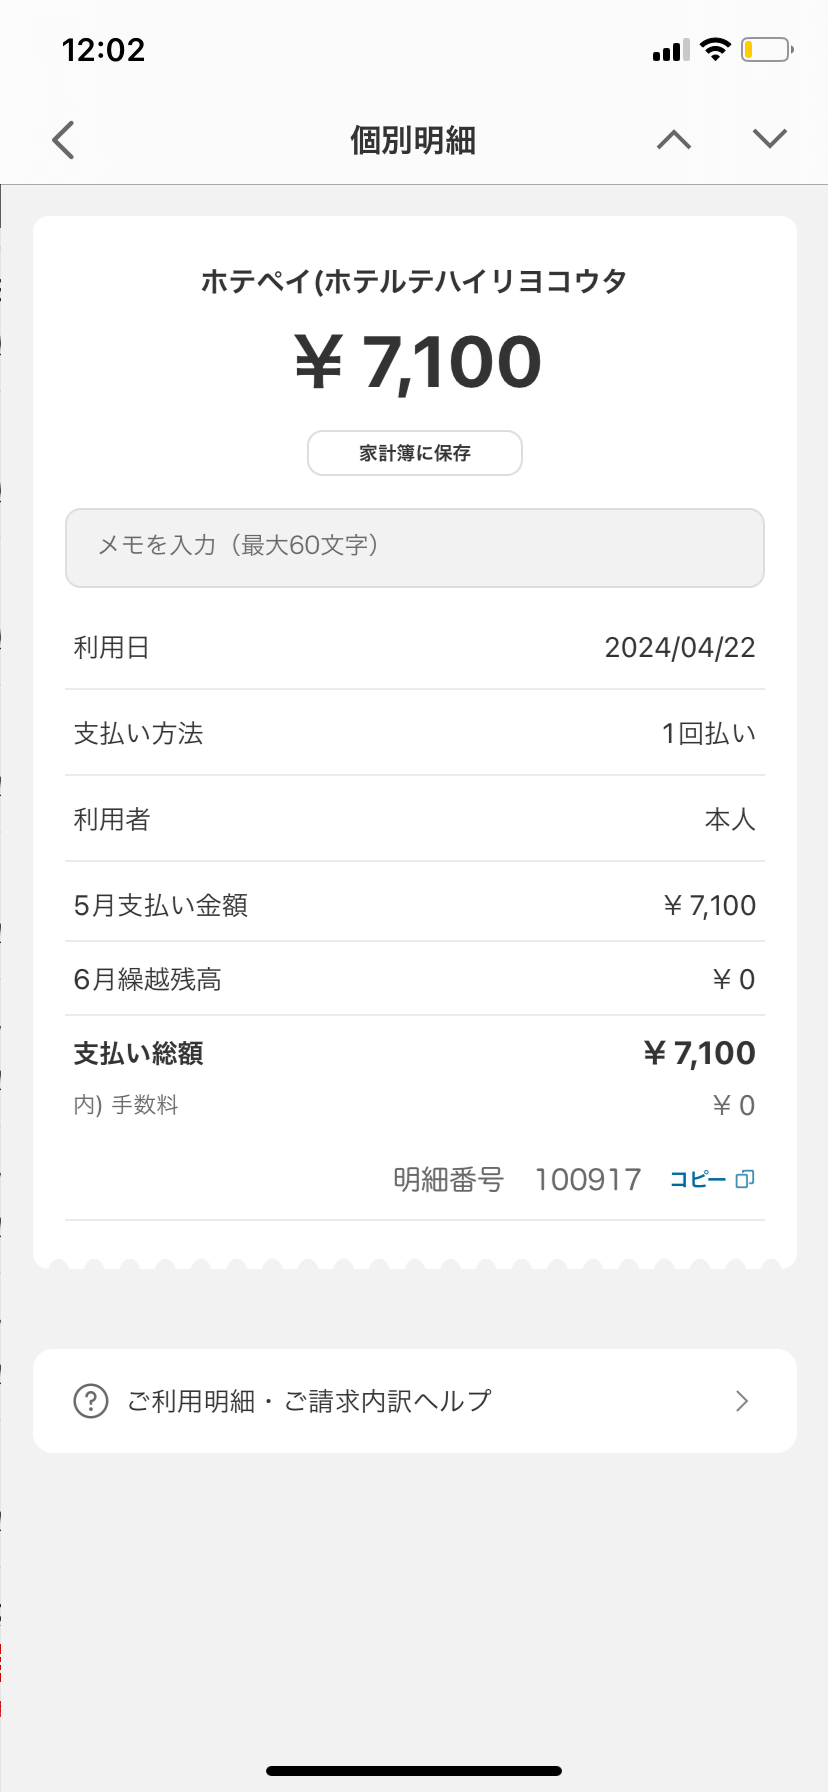 12:02
個別明細
ホテペイ(ホテルテハイリヨコウタ
¥ 7,100
家計簿に保存
メモを入力（最大60文字）
利用日 2024/04/22
支払い方法 1回払い
利用者 本人
5月支払い金額 ¥ 7,100
6月繰越残高 ¥ 0
支払い総額 ¥ 7,100
内) 手数料 ¥ 0
明細番号 100917 コピー
ご利用明細・ご請求内訳ヘルプ